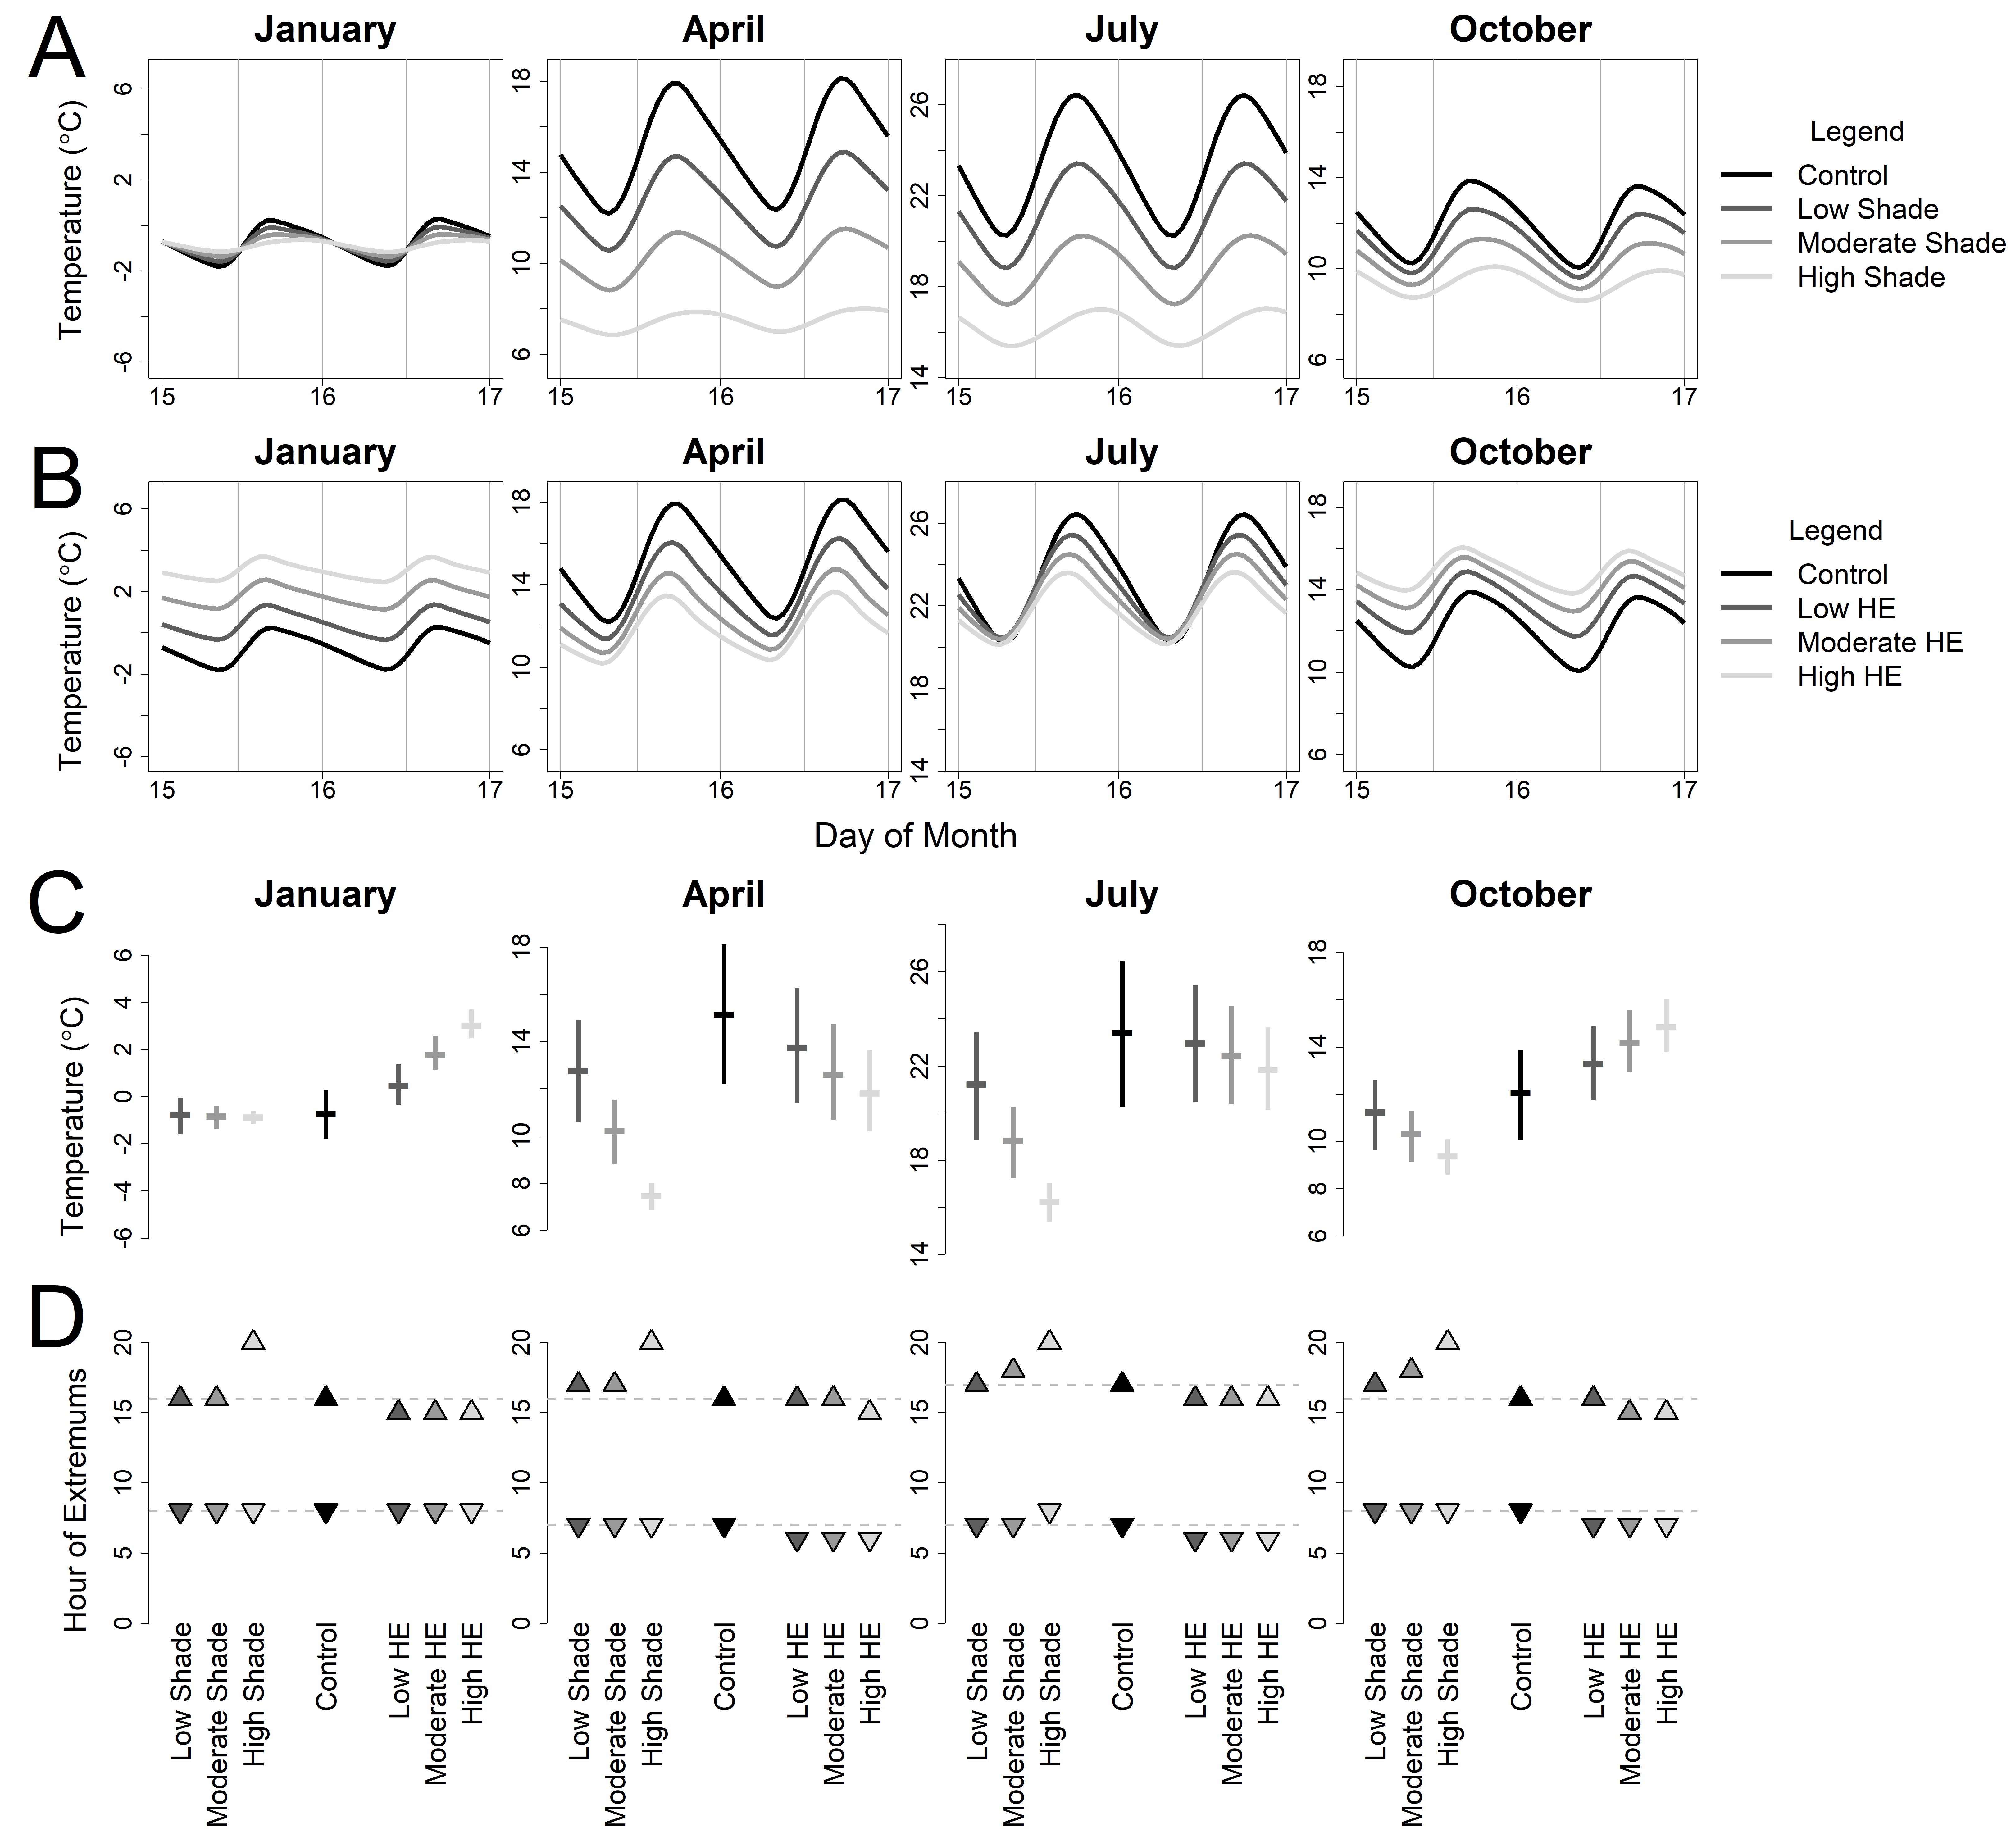 A
January April July October
Temperature (°C)
6 2 -2 -6
18 14 10 6
26 22 18 14
18 14 10 6
15 16 17
15 16 17
15 16 17
15 16 17
Legend
Control
Low Shade
Moderate Shade
High Shade
B
January April July October
Temperature (°C)
6 2 -2 -6
18 14 10 6
26 22 18 14
18 14 10 6
15 16 17
15 16 17
15 16 17
15 16 17
Day of Month
Legend
Control
Low HE
Moderate HE
High HE
C
January April July October
Temperature (°C)
6 4 2 0 -2 -4 -6
18 14 10 8 6
26 22 18 14
18 14 10 8 6
D
Hour of Extremums
20 15 10 5 0
20 15 10 5 0
20 15 10 5 0
20 15 10 5 0
Low Shade
Moderate Shade
High Shade
Control
Low HE
Moderate HE
High HE
Low Shade
Moderate Shade
High Shade
Control
Low HE
Moderate HE
High HE
Low Shade
Moderate Shade
High Shade
Control
Low HE
Moderate HE
High HE
Low Shade
Moderate Shade
High Shade
Control
Low HE
Moderate HE
High HE